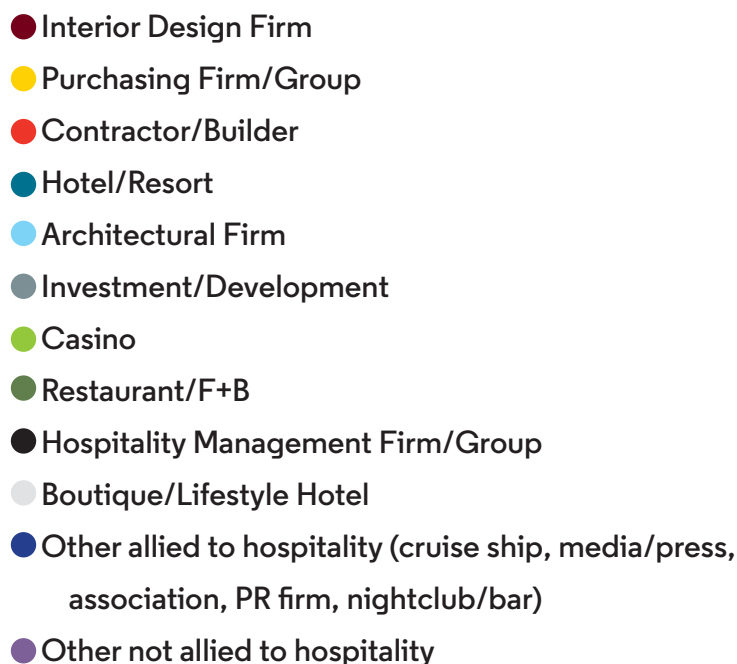 Interior Design Firm
Purchasing Firm/Group
Contractor/Builder
Hotel/Resort
Architectural Firm
Investment/Development
Casino
Restaurant/F+B
Hospitality Management Firm/Group
Boutique/Lifestyle Hotel
Other allied to hospitality (cruise ship, media/press,
association, PR firm, nightclub/bar)
Other not allied to hospitality